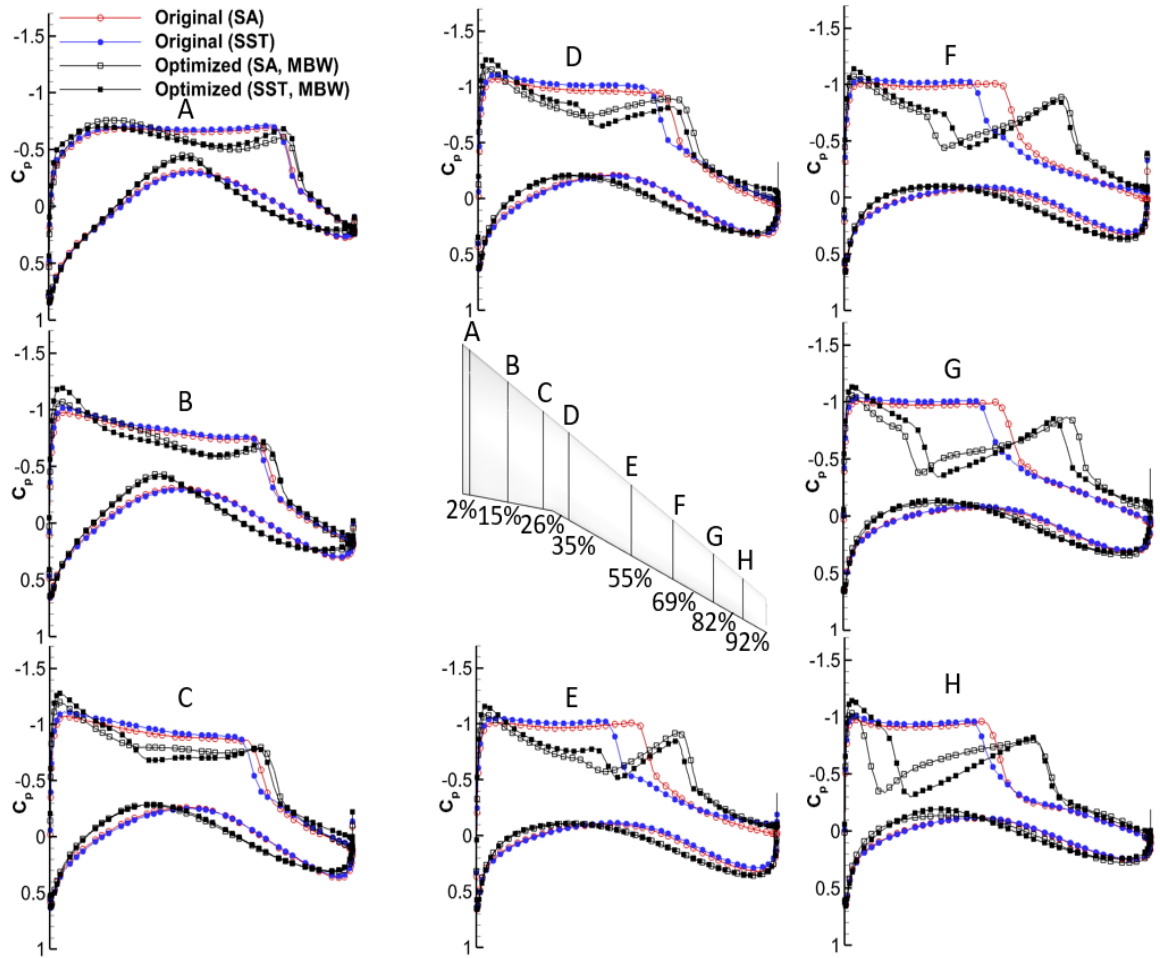 Original (SA)
Original (SST)
Optimized (SA, MBW)
Optimized (SST, MBW)
A
-1.5
-1
-0.5
0
0.5
1
Cp
D
-1.5
-1
-0.5
0
0.5
1
Cp
F
-1.5
-1
-0.5
0
0.5
1
Cp
B
-1.5
-1
-0.5
0
0.5
1
Cp
A
B
C
D
E
F
G
H
2%
15%
26%
35%
55%
69%
82%
92%
G
-1.5
-1
-0.5
0
0.5
1
Cp
C
-1.5
-1
-0.5
0
0.5
1
Cp
E
-1.5
-1
-0.5
0
0.5
1
Cp
H
-1.5
-1
-0.5
0
0.5
1
Cp